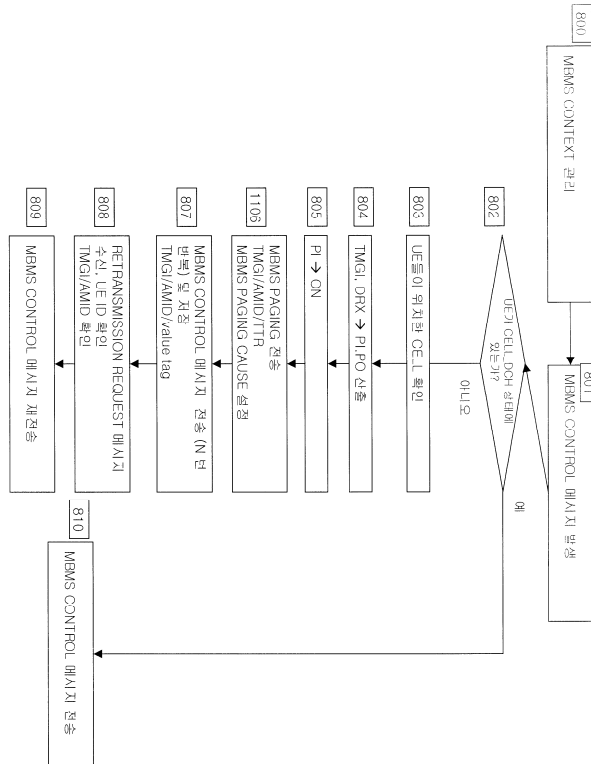 800
MBMS CONTEXT 관리
801
MBMS CONTROL 메시지 발생
802
UE가 CELL_DCH 상태에
있는가?
예
아니오
803
UE들이 위치한 CELL 확인
804
TMGI, DRX → PI,PO 산출
805
PI → CN
1106
MBMS PAGING 전송
TMGI/AMID/TTR
MBMS PAGING CAUSE 설정
807
MBMS CONTROL 메시지 전송 (N 번
반복) 및 저장
TMGI/AMID/value tag
808
RETRANSMISSION REQUEST 메시지
수신, UE ID 확인
TMGI/AMID 확인
809
MBMS CONTROL 메시지 재전송
810
MBMS CONTROL 메시지 전송